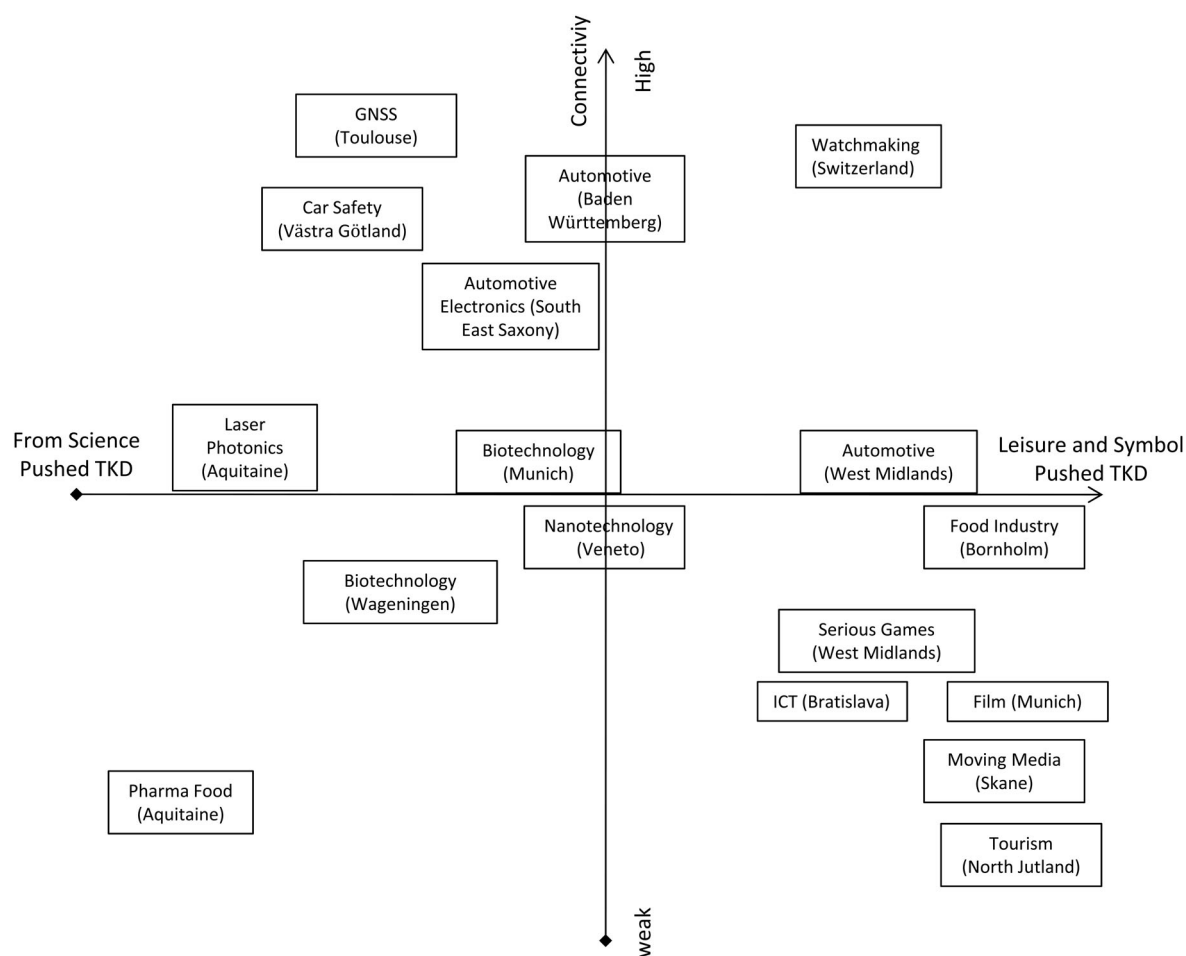 Connectiviy
High
GNSS
(Toulouse)
Watchmaking
(Switzerland)
Automotive
(Baden
Württemberg)
Car Safety
(Västra Götland)
Automotive
Electronics (South
East Saxony)
Laser
Photonics
(Aquitaine)
From Science
Pushed TKD
Biotechnology
(Munich)
Automotive
(West Midlands)
Leisure and Symbol
Pushed TKD
Nanotechnology
(Veneto)
Food Industry
(Bornholm)
Biotechnology
(Wageningen)
Serious Games
(West Midlands)
ICT (Bratislava)
Film (Munich)
Moving Media
(Skane)
Pharma Food
(Aquitaine)
Tourism
(North Jutland)
weak